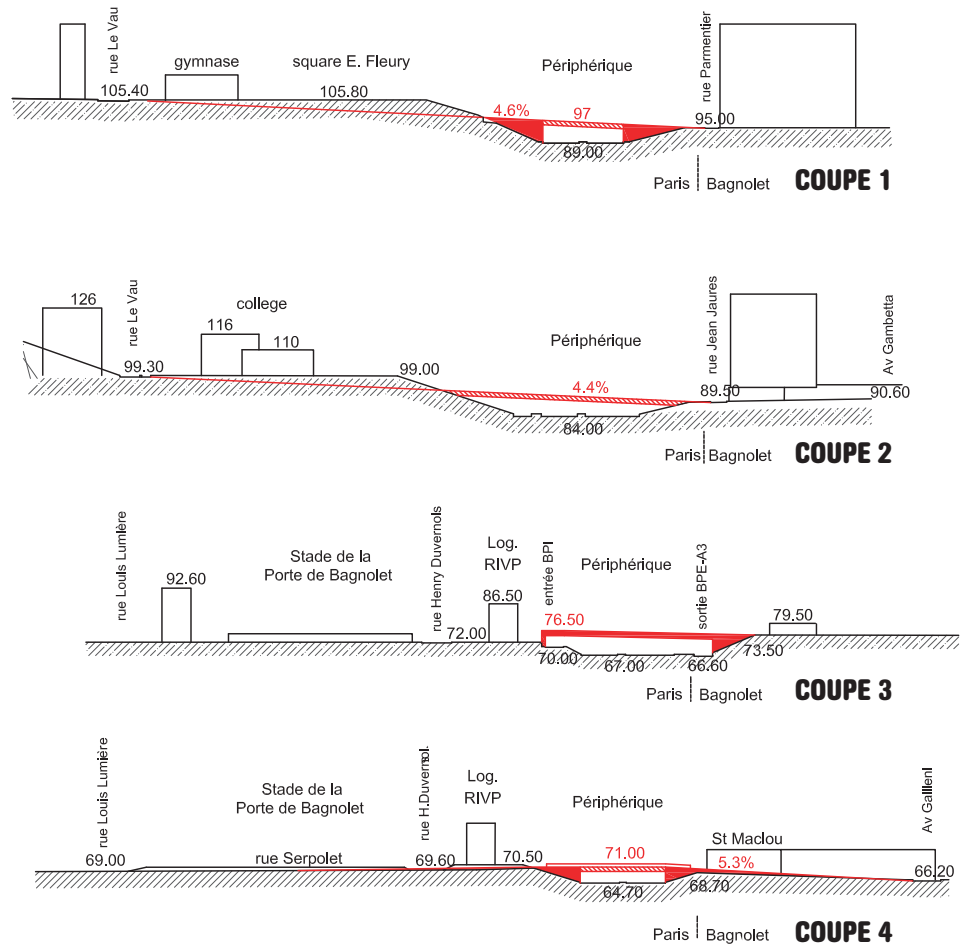 rue Le Vau
gymnase
square E. Fleury
Périphérique
rue Parmentier
105.40
105.80
4.6%
97
95.00
89.00
Paris
Bagnolet
COUPE 1
126
rue Le Vau
college
116
110
Périphérique
rue Jean Jaures
Av Gambetta
99.30
99.00
4.4%
89.50
90.60
84.00
Paris
Bagnolet
COUPE 2
rue Louis Lumière
92.60
Stade de la
Porte de Bagnolet
rue Henry Duvernols
Log.
RIVP
86.50
entrée BPI
Périphérique
sortie BPE-A3
79.50
72.00
76.50
70.00
67.00
66.60
73.50
Paris
Bagnolet
COUPE 3
rue Louis Lumière
Stade de la
Porte de Bagnolet
rue H.Duvernol.
Log.
RIVP
Périphérique
St Maclou
Av Gallieni
69.00
rue Serpolet
69.60
70.50
71.00
5.3%
66.20
64.70
68.70
Paris
Bagnolet
COUPE 4